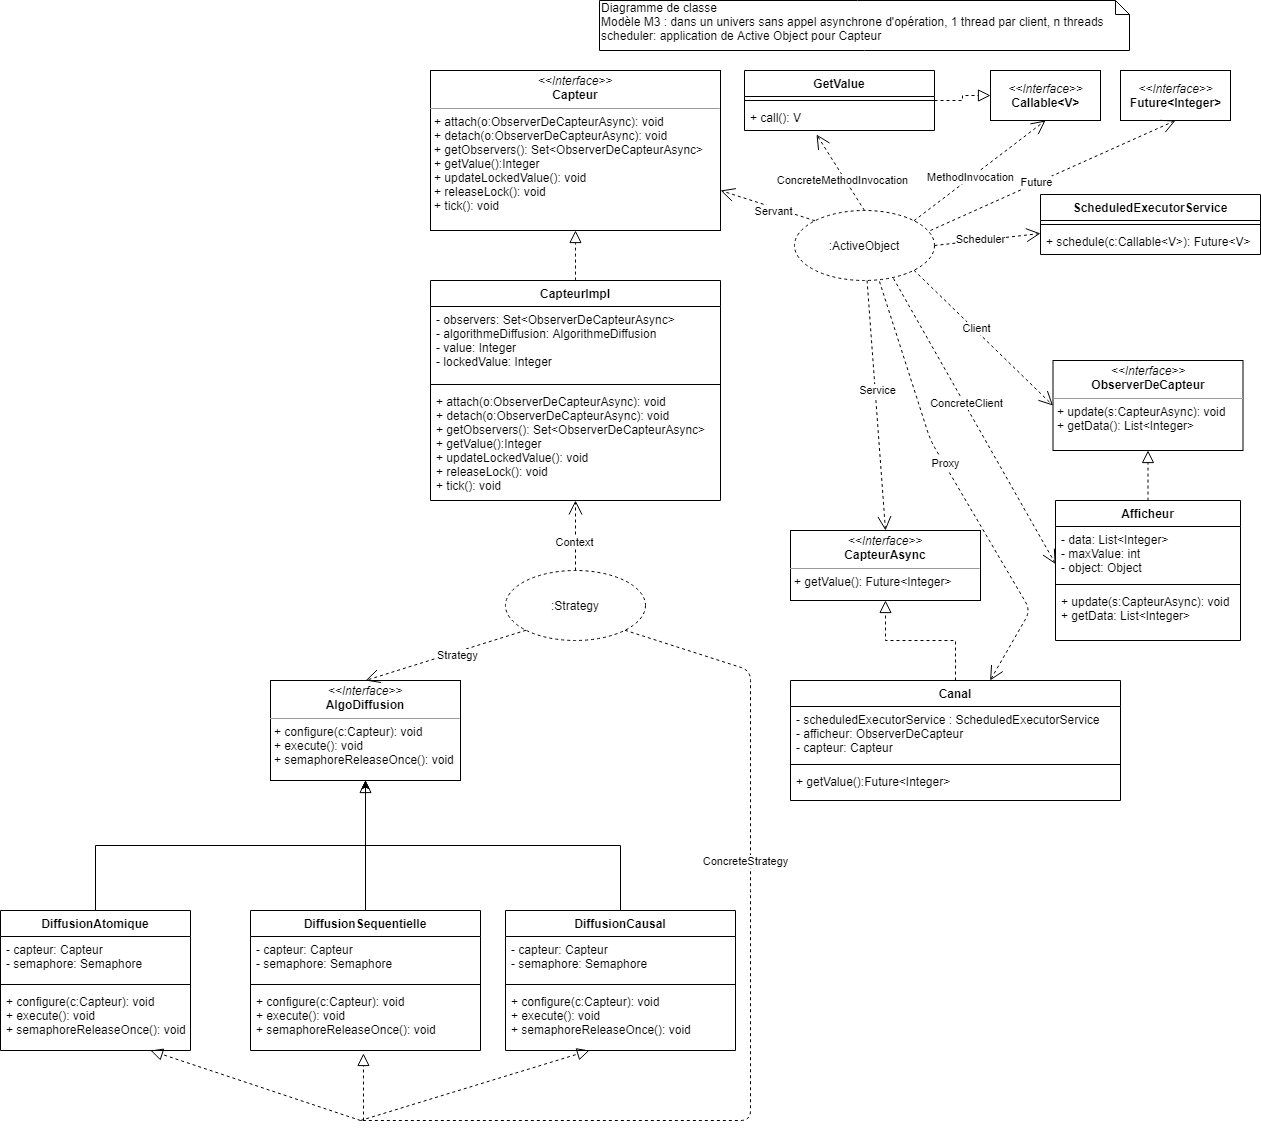 Diagramme de classe
Modèle M3 : dans un univers sans appel asynchrone d'opération, 1 thread par client, n threads
scheduler: application de Active Object pour Capteur
<<Interface>>
Capteur
+ attach(o:ObserverDeCapteurAsync): void
+ detach(o:ObserverDeCapteurAsync): void
+ getObservers(): Set<ObserverDeCapteurAsync>
+ getValue():Integer
+ updateLockedValue(): void
+ releaseLock(): void
+ tick(): void
GetValue
+ call(): V
<<Interface>>
Callable<V>
<<Interface>>
Future<Integer>
ConcreteMethodInvocation
MethodInvocation
Future
Servant
:ActiveObject
Scheduler
ScheduledExecutorService
+ schedule(c:Callable<V>): Future<V>
CapteurImpl
- observers: Set<ObserverDeCapteurAsync>
- algorithmeDiffusion: AlgorithmeDiffusion
- value: Integer
- lockedValue: Integer
+ attach(o:ObserverDeCapteurAsync): void
+ detach(o:ObserverDeCapteurAsync): void
+ getObservers(): Set<ObserverDeCapteurAsync>
+ getValue():Integer
+ updateLockedValue(): void
+ releaseLock(): void
+ tick(): void
Client
Service
ConcreteClient
Proxy
<<Interface>>
ObserverDeCapteur
+ update(s:CapteurAsync): void
+ getData(): List<Integer>
Afficheur
- data: List<Integer>
- maxValue: int
- object: Object
+ update(s:CapteurAsync): void
+ getData: List<Integer>
<<Interface>>
CapteurAsync
+ getValue(): Future<Integer>
Context
:Strategy
Strategy
ConcreteStrategy
Canal
- scheduledExecutorService : ScheduledExecutorService
- afficheur: ObserverDeCapteur
- capteur: Capteur
+ getValue():Future<Integer>
<<Interface>>
AlgoDiffusion
+ configure(c:Capteur): void
+ execute(): void
+ semaphoreReleaseOnce(): void
DiffusionAtomique
- capteur: Capteur
- semaphore: Semaphore
+ configure(c:Capteur): void
+ execute(): void
+ semaphoreReleaseOnce(): void
DiffusionSequentielle
- capteur: Capteur
- semaphore: Semaphore
+ configure(c:Capteur): void
+ execute(): void
+ semaphoreReleaseOnce(): void
DiffusionCausal
- capteur: Capteur
- semaphore: Semaphore
+ configure(c:Capteur): void
+ execute(): void
+ semaphoreReleaseOnce(): void